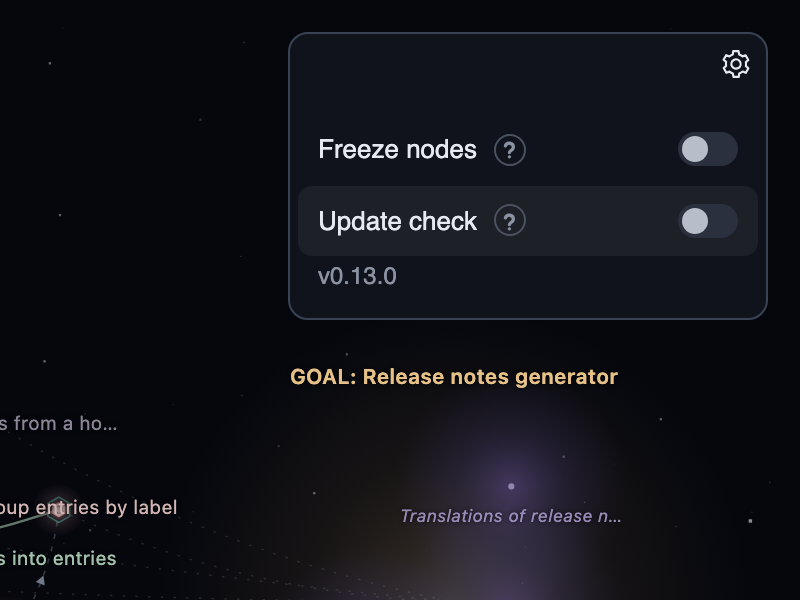 Freeze nodes ?
Update check ?
v0.13.0
GOAL: Release notes generator
s from a ho...
oup entries by label
Translations of release n...
s into entries